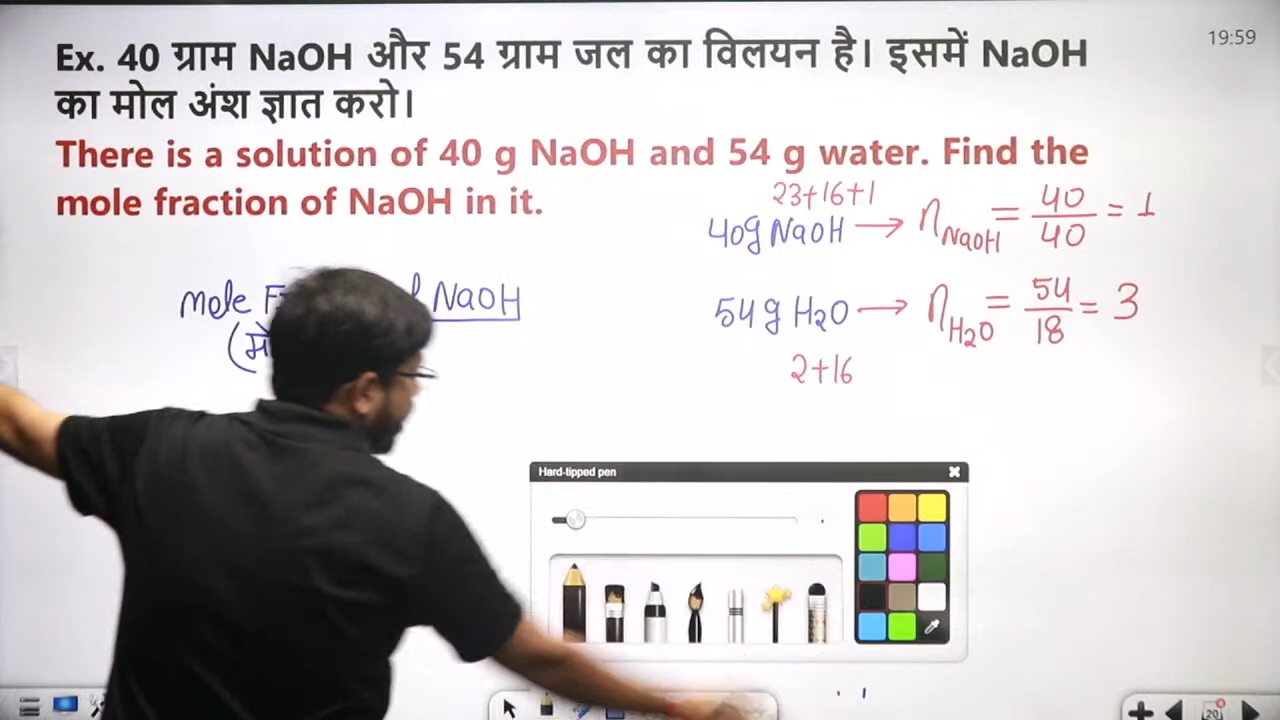 19:59
Ex. 40 ग्राम NaOH और 54 ग्राम जल का विलयन है। इसमें NaOH
का मोल अंश ज्ञात करो।
There is a solution of 40 g NaOH and 54 g water. Find the
mole fraction of NaOH in it.
23+16+1
40g NaOH → n_NaOH = 40/40 = 1
mole NaOH
54g H₂O → n_H₂O = 54/18 = 3
2+16
Hard-tipped pen
20